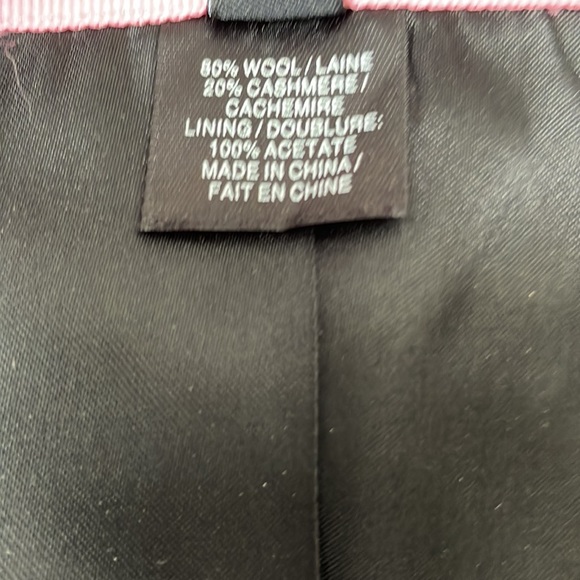 80% WOOL / LAINE
20% CASHMERE /
CACHEMIRE
LINING / DOUBLURE:
100% ACETATE
MADE IN CHINA /
FAIT EN CHINE